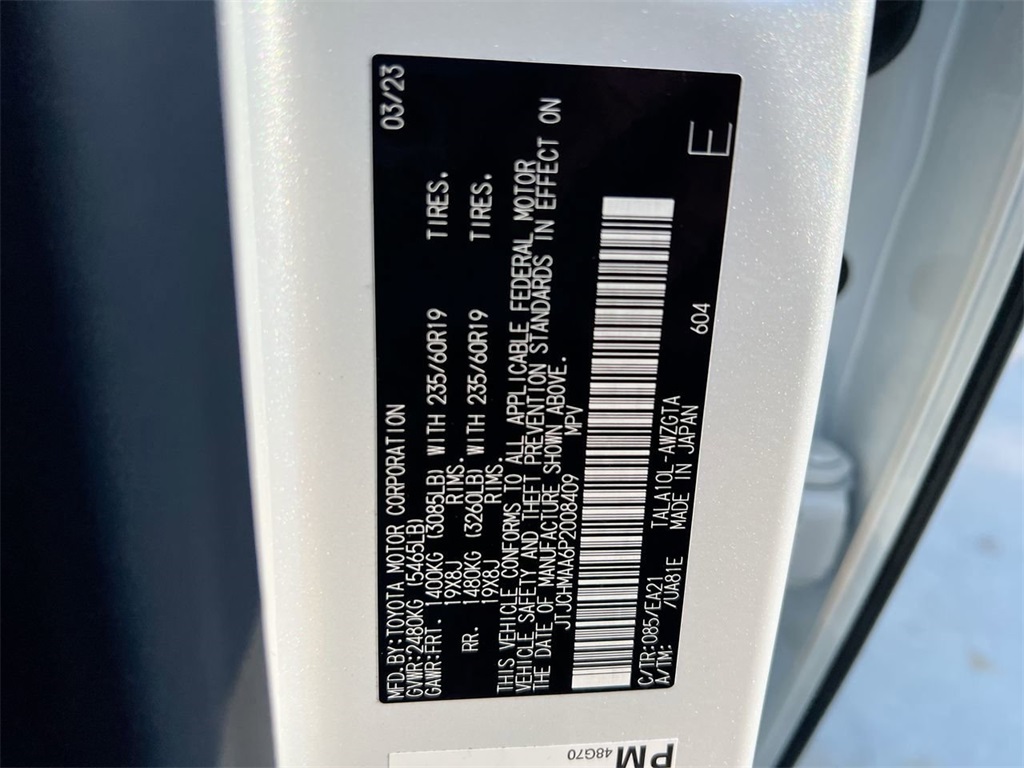 MFD.BY:TOYOTA MOTOR CORPORATION 03/23
GVWR:2480KG (5465LB)
GAWR:FRT. 1400KG (3085LB) WITH 235/60R19 TIRES.
19X8J RIMS.
RR. 1480KG (3260LB) WITH 235/60R19 TIRES.
19X8J RIMS.
THIS VEHICLE CONFORMS TO ALL APPLICABLE FEDERAL MOTOR
VEHICLE SAFETY AND THEFT PREVENTION STANDARDS IN EFFECT ON
THE DATE OF MANUFACTURE SHOWN ABOVE.
JTJCHMAA6P2008409 MPV
C/TR:085/EA21 TALA10L-AWZGTA 604
A/TM: /UA81E MADE IN JAPAN
E
PM
48G70